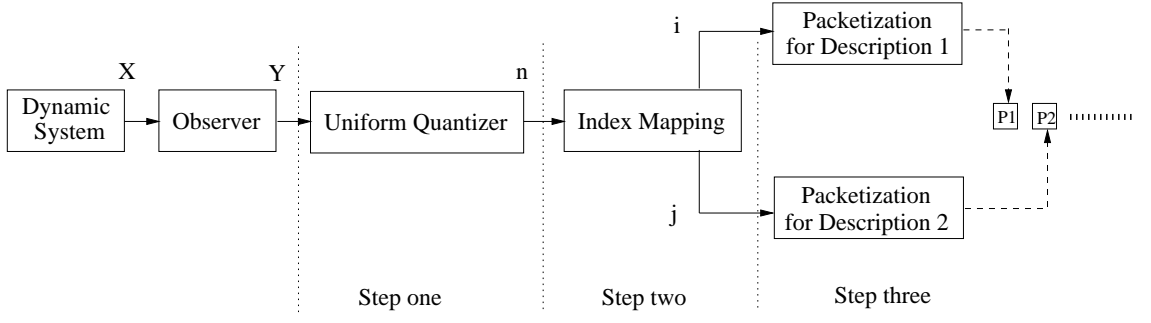 X
Y
n
i
j
Dynamic
System
Observer
Uniform Quantizer
Index Mapping
Packetization
for Description 1
Packetization
for Description 2
P1
P2
Step one
Step two
Step three